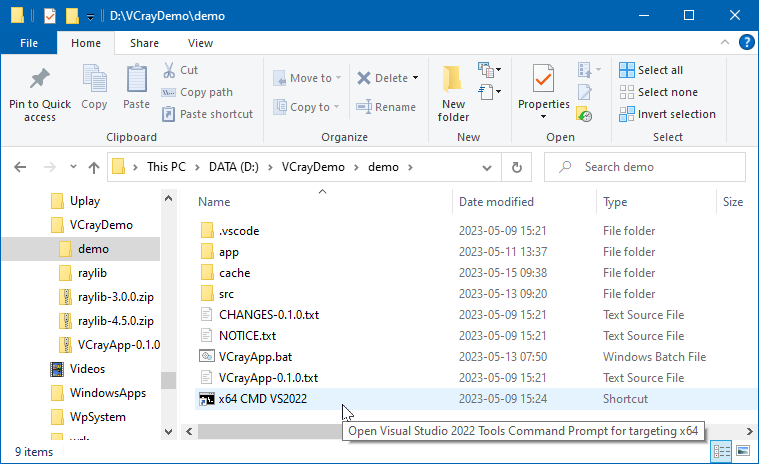 D:\VCrayDemo\demo
File Home Share View
Pin to Quick access
Copy
Paste
Cut
Copy path
Paste shortcut
Clipboard
Move to
Copy to
Delete
Rename
Organize
New folder
New
Properties
Open
Select all
Select none
Invert selection
Select
This PC > DATA (D:) > VCrayDemo > demo >
Search demo
Uplay
VCrayDemo
demo
raylib
raylib-3.0.0.zip
raylib-4.5.0.zip
VCrayApp-0.1.0
Videos
WindowsApps
WpSystem
Name Date modified Type Size
.vscode 2023-05-09 15:21 File folder
app 2023-05-11 13:37 File folder
cache 2023-05-15 09:38 File folder
src 2023-05-13 09:20 File folder
CHANGES-0.1.0.txt 2023-05-09 15:21 Text Source File
NOTICE.txt 2023-05-09 15:21 Text Source File
VCrayApp.bat 2023-05-13 07:50 Windows Batch File
VCrayApp-0.1.0.txt 2023-05-09 15:21 Text Source File
x64 CMD VS2022 2023-05-09 15:24 Shortcut
Open Visual Studio 2022 Tools Command Prompt for targeting x64
9 items